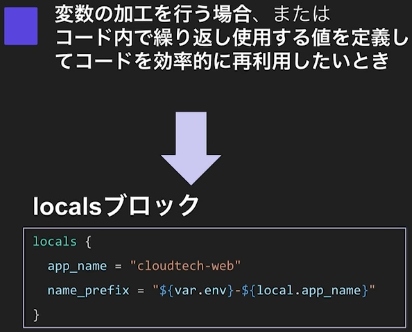 変数の加工を行う場合、または
コード内で繰り返し使用する値を定義し
てコードを効率的に再利用したいとき
localsブロック
locals {
app_name = "cloudtech-web"
name_prefix = "${var.env}-${local.app_name}"
}